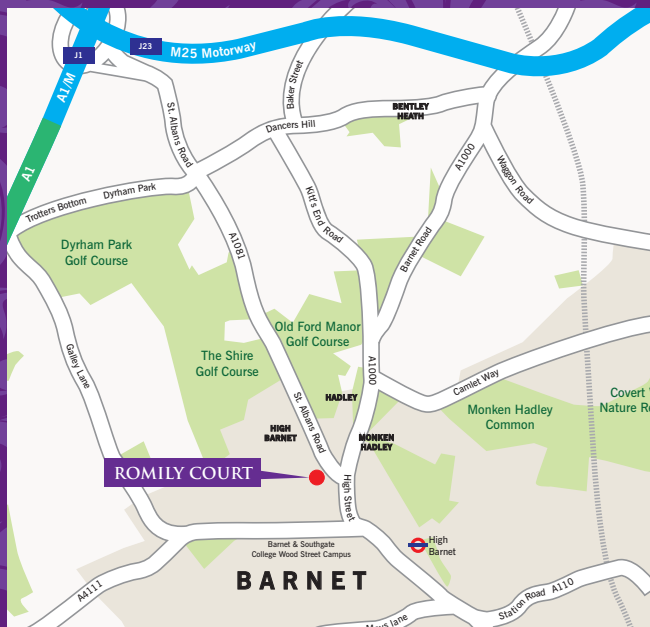 J23
J1
M25 Motorway
A1/M
A1
Baker Street
St. Albans Road
Dancers Hill
BENTLEY
HEATH
A1000
Waggon Road
Trotters Bottom
Dyrham Park
Kitt's End Road
Dyrham Park
Golf Course
A1081
Barnet Road
Galley Lane
Old Ford Manor
Golf Course
The Shire
Golf Course
A1000
Camlet Way
HADLEY
St. Albans Road
Covert
Nature Re
Monken Hadley
Common
HIGH
BARNET
MONKEN
HADLEY
ROMILY COURT
High Street
Barnet & Southgate
College Wood Street Campus
High
Barnet
BARNET
A4111
Station Road A110
Mays lane